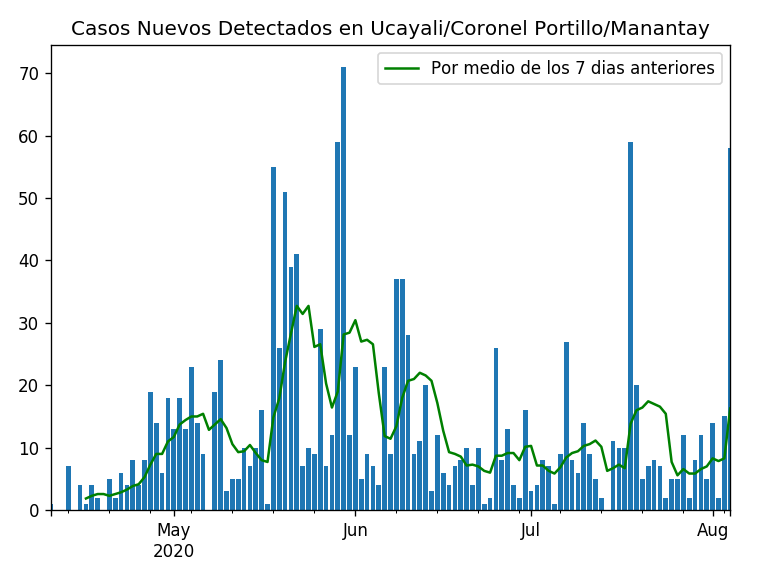 Casos Nuevos Detectados en Ucayali/Coronel Portillo/Manantay
Por medio de los 7 dias anteriores
70
60
50
40
30
20
10
0
May
2020
Jun
Jul
Aug